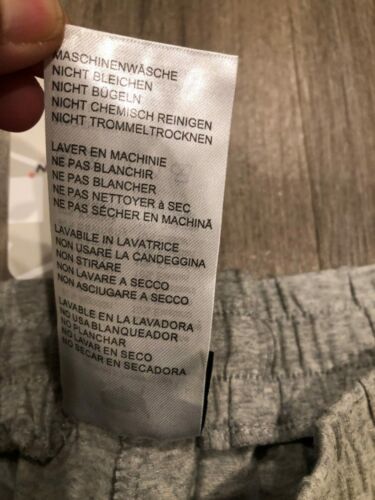 MASCHINENWÄSCHE
NICHT BLEICHEN
NICHT BÜGELN
NICHT CHEMISCH REINIGEN
NICHT TROMMELTROCKNEN
LAVER EN MACHINIE
NE PAS BLANCHIR
NE PAS BLANCHER
NE PAS NETTOYER à SEC
NE PAS SÉCHER EN MACHINÃ
LAVABILE IN LAVATRICE
NON USARE LA CANDEGGINA
NON STIRARE
NON LAVARE A SECCO
NON ASCIUGARE A SECCO
LAVABLE EN LA LAVADORA
NO USA BLANQUEADOR
NO PLANCHAR
NO LAVAR EN SECO
NO SECAR EN SECADORA